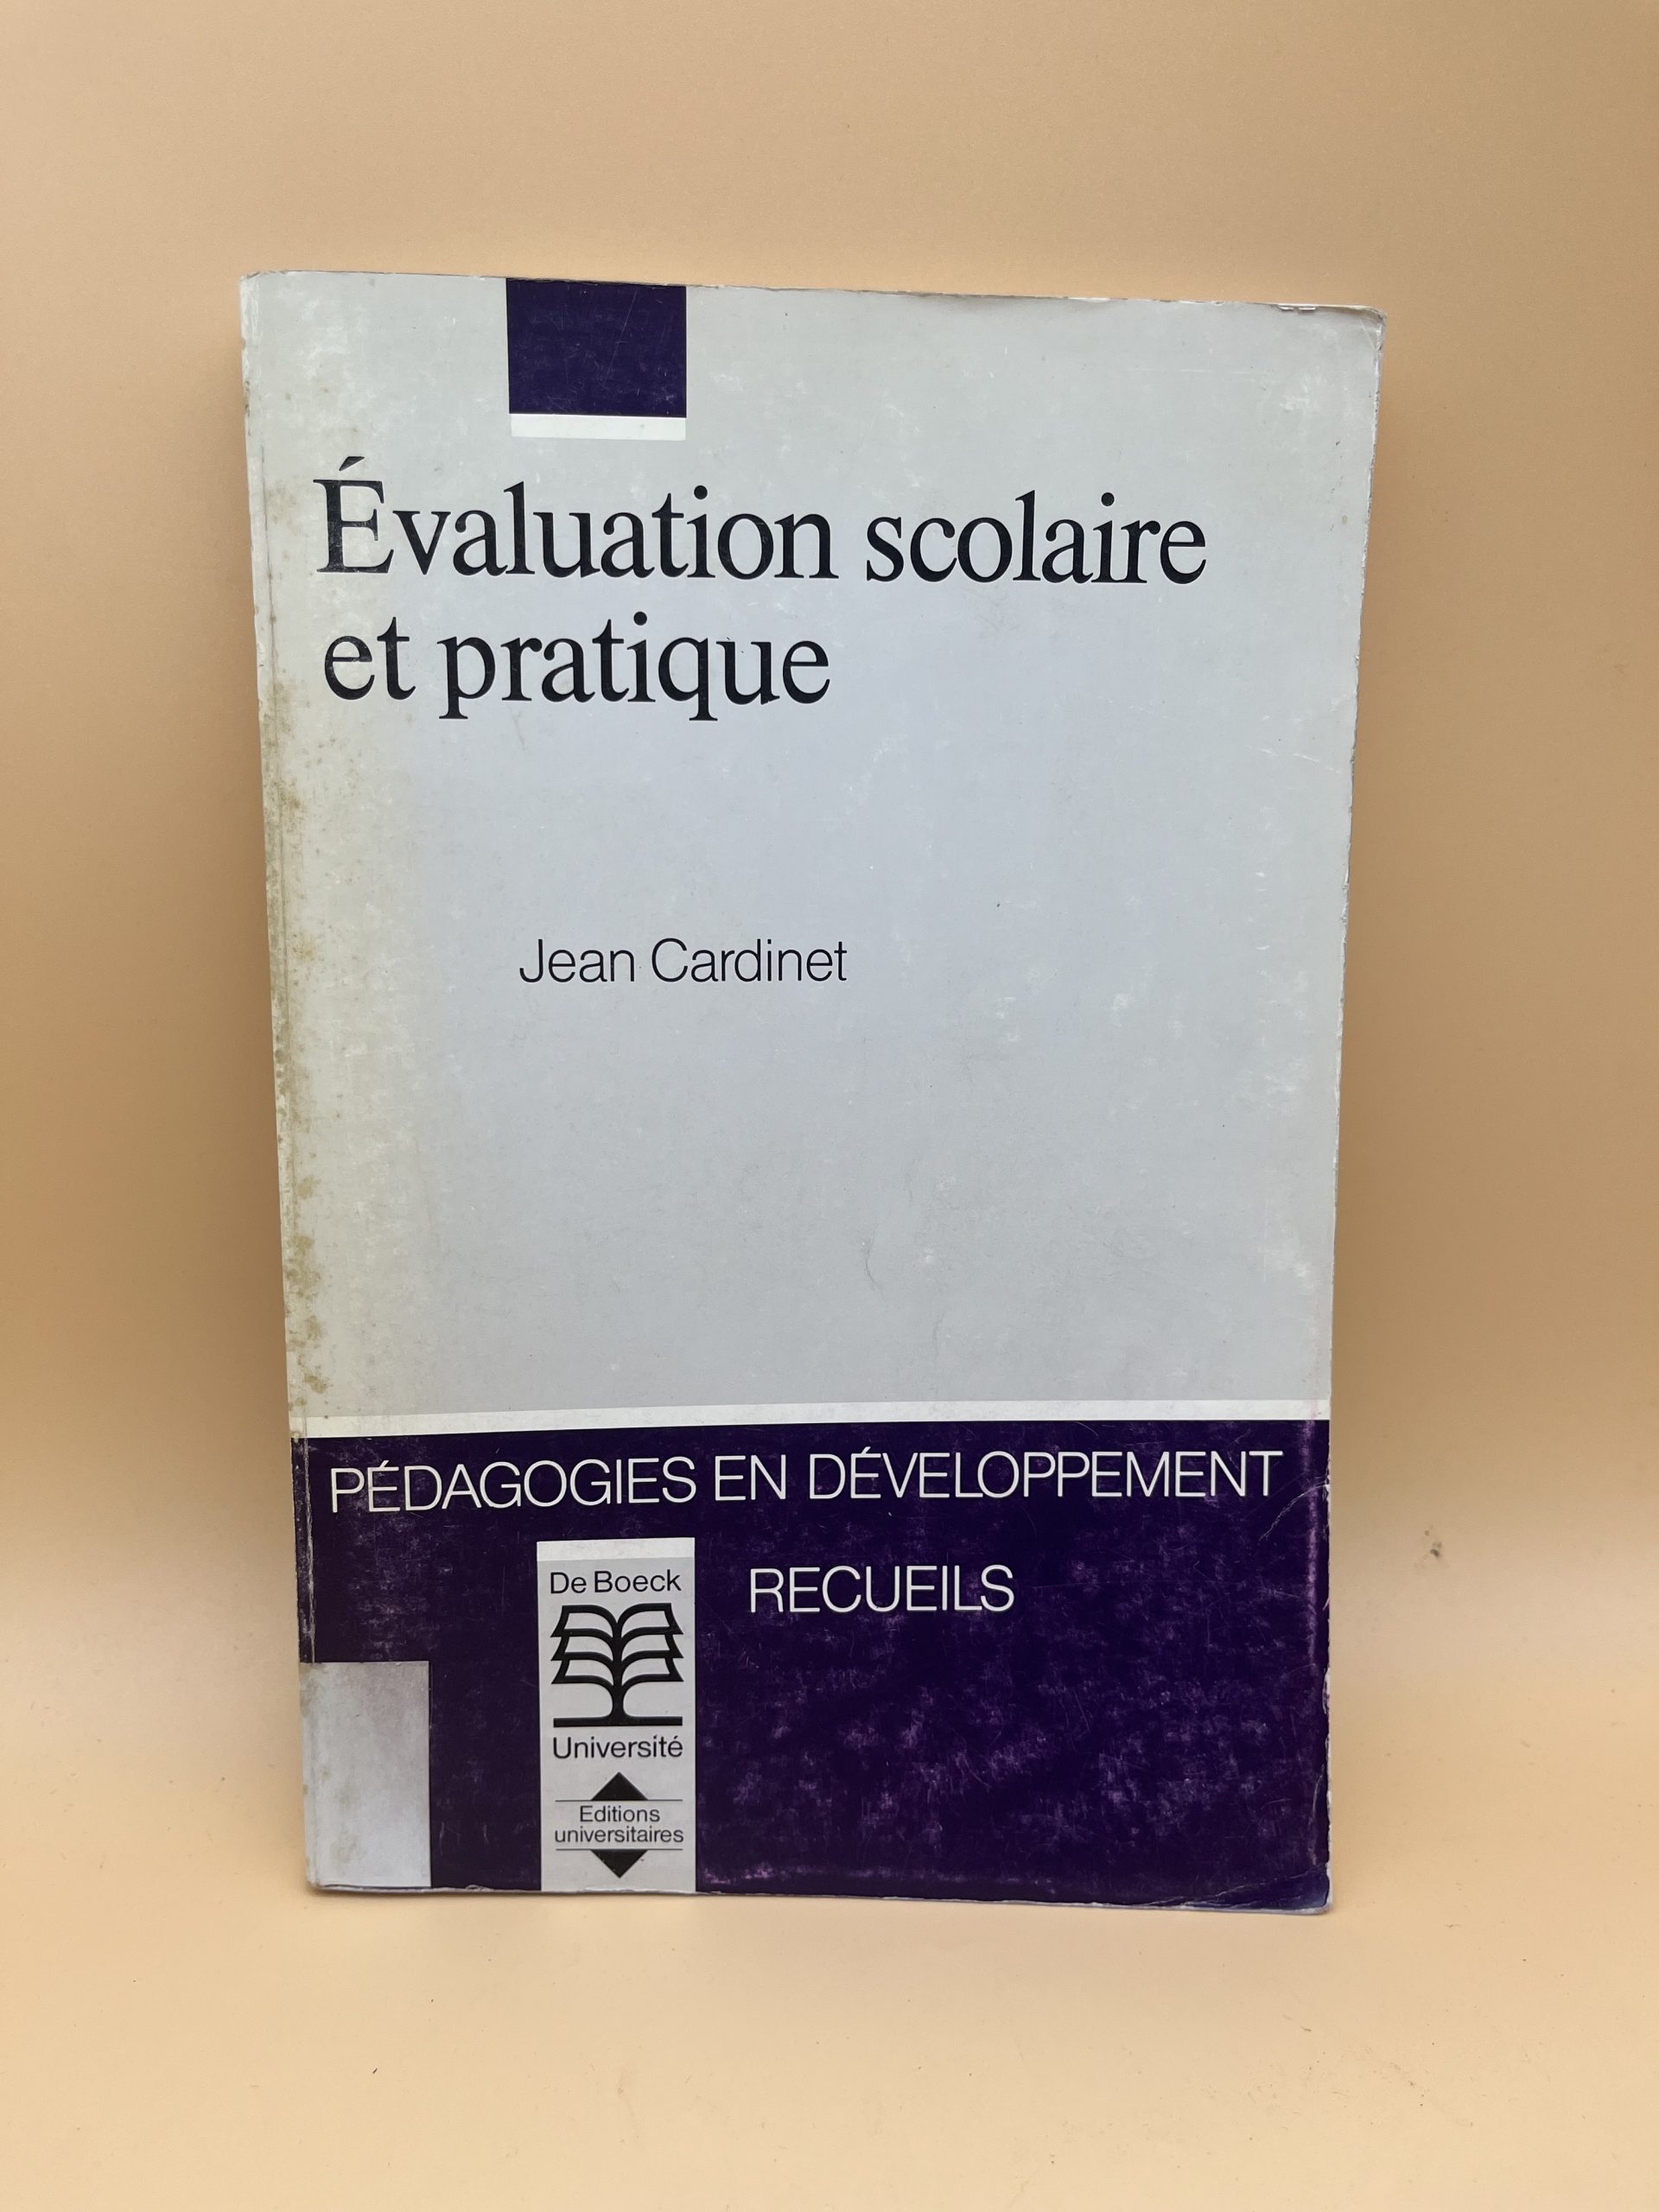 Évaluation scolaire
et pratique
Jean Cardinet
PÉDAGOGIES EN DÉVELOPPEMENT
RECUEILS
De Boeck
Université
Editions
universitaires